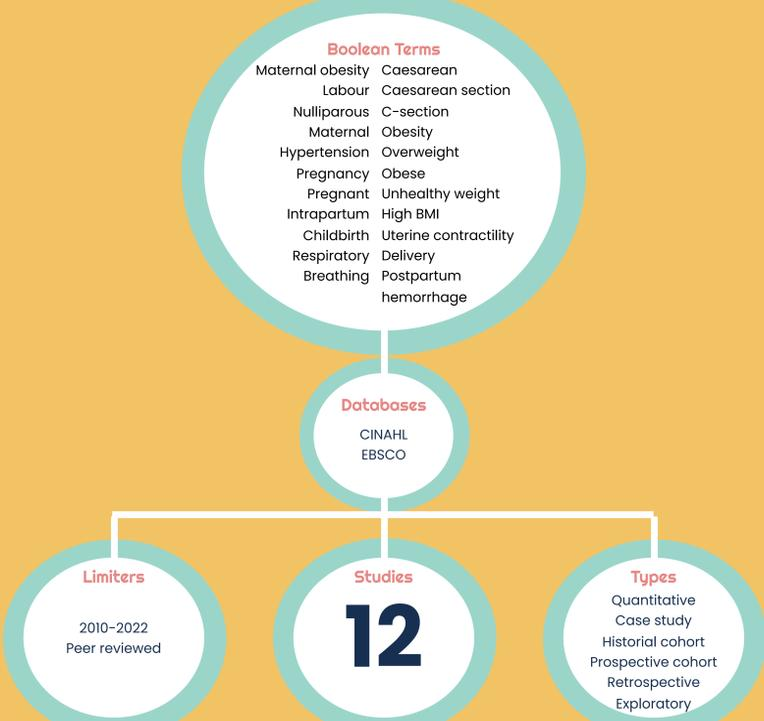 Boolean Terms
Maternal obesity Caesarean
Labour Caesarean section
Nulliparous C-section
Maternal Obesity
Hypertension Overweight
Pregnancy Obese
Pregnant Unhealthy weight
Intrapartum High BMI
Childbirth Uterine contractility
Respiratory Delivery
Breathing Postpartum
hemorrhage
Databases
CINAHL
EBSCO
Limiters
2010-2022
Peer reviewed
Studies
12
Types
Quantitative
Case study
Historial cohort
Prospective cohort
Retrospective
Exploratory